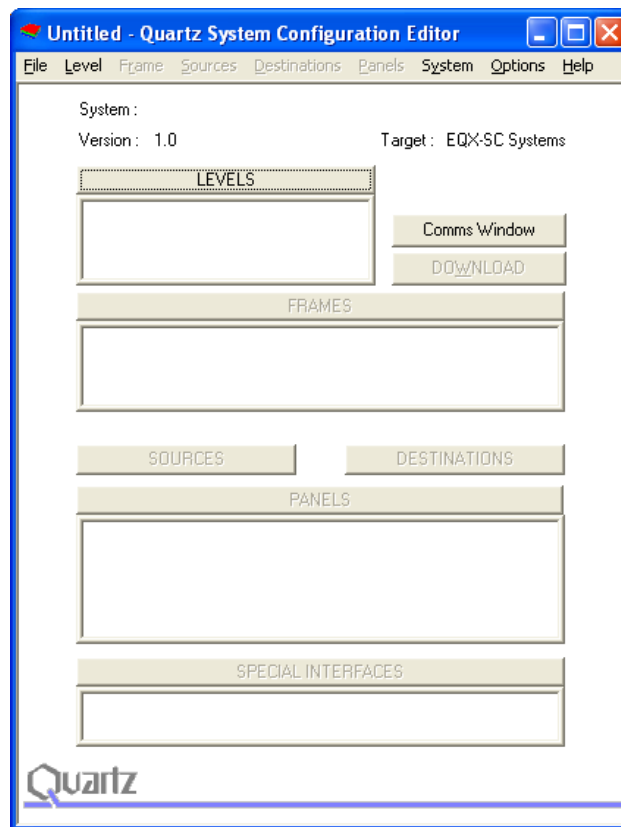 Untitled - Quartz System Configuration Editor
File Level Frame Sources Destinations Panels System Options Help
System :
Version : 1.0 Target : EQX-SC Systems
LEVELS
Comms Window
DOWNLOAD
FRAMES
SOURCES DESTINATIONS
PANELS
SPECIAL INTERFACES
Quartz